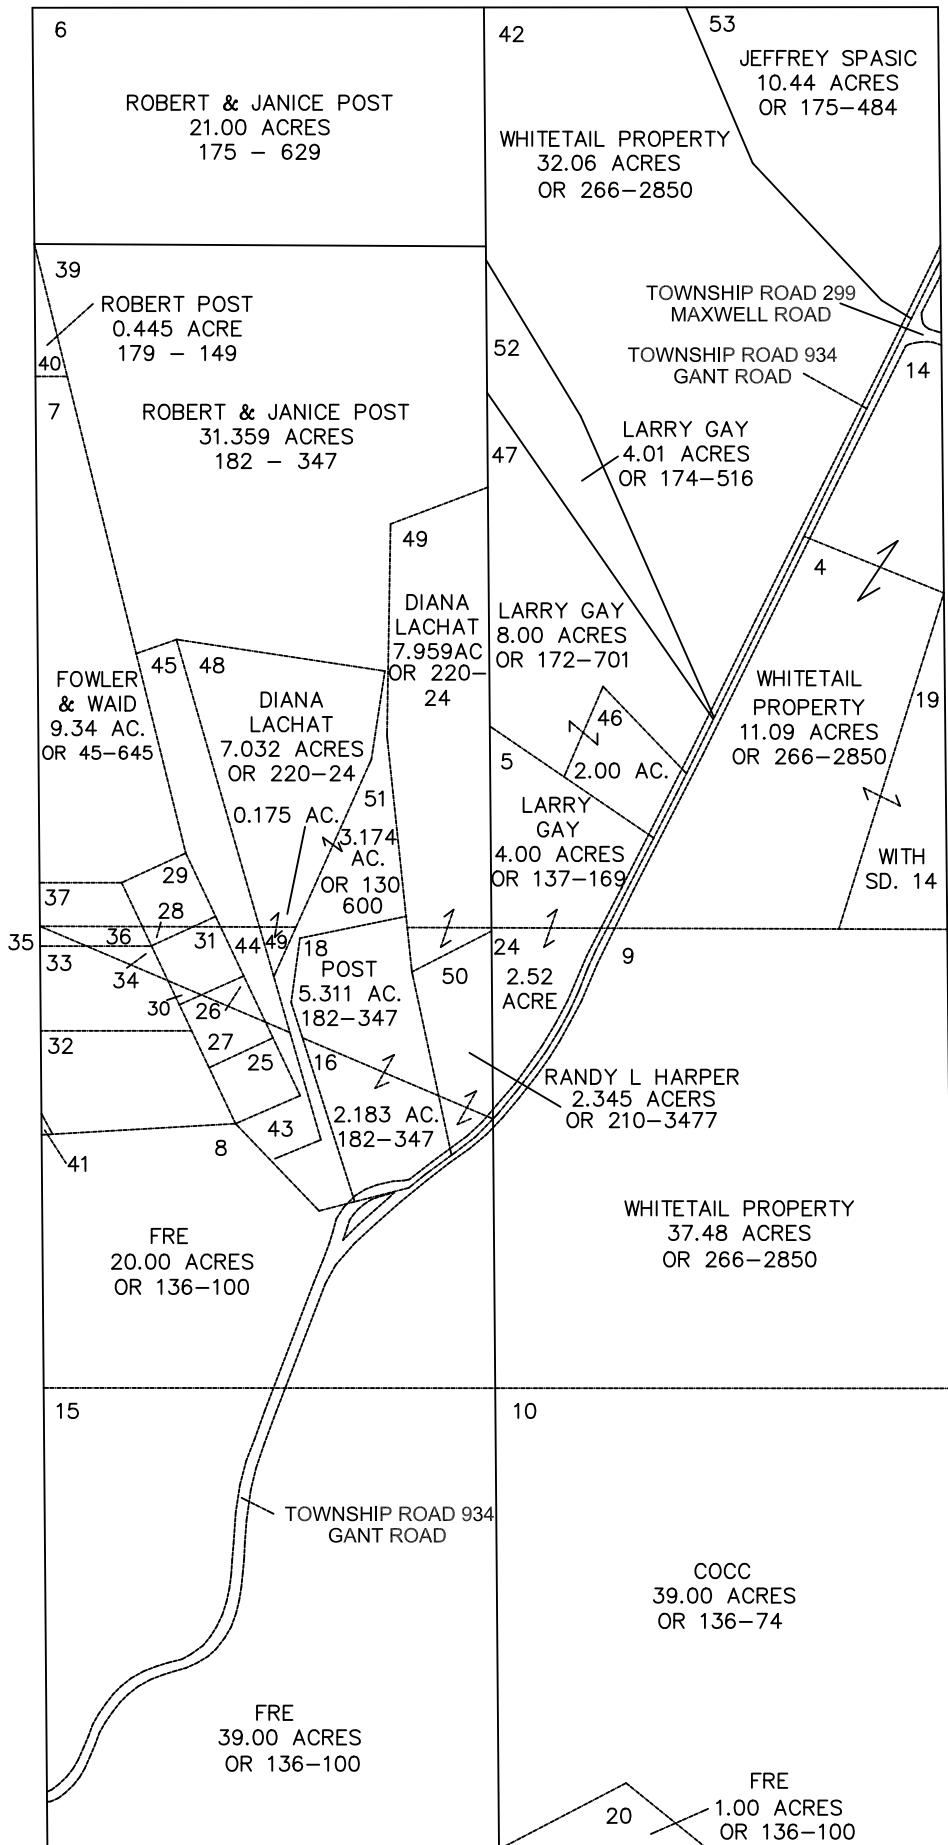 6
ROBERT & JANICE POST
21.00 ACRES
175 - 629
42
WHITETAIL PROPERTY
32.06 ACRES
OR 266-2850
53
JEFFREY SPASIC
10.44 ACRES
OR 175-484
39
ROBERT POST
0.445 ACRE
179 - 149
40
7
ROBERT & JANICE POST
31.359 ACRES
182 - 347
TOWNSHIP ROAD 299
MAXWELL ROAD
TOWNSHIP ROAD 934
GANT ROAD
14
52
LARRY GAY
4.01 ACRES
OR 174-516
47
49
DIANA
LACHAT
7.959AC
OR 220-
24
LARRY GAY
8.00 ACRES
OR 172-701
4
WHITETAIL
PROPERTY
11.09 ACRES
OR 266-2850
19
45
48
FOWLER
& WAID
9.34 AC.
OR 45-645
DIANA
LACHAT
7.032 ACRES
OR 220-24
46
2.00 AC.
5
LARRY
GAY
4.00 ACRES
OR 137-169
0.175 AC.
51
3.174
AC.
OR 130
600
WITH
SD. 14
29
37
28
36
31
35
33
34
44
49
18
POST
5.311 AC.
182-347
50
24
2.52
ACRE
9
30
26
32
27
25
16
2.183 AC.
182-347
RANDY L HARPER
2.345 ACERS
OR 210-3477
43
8
41
FRE
20.00 ACRES
OR 136-100
WHITETAIL PROPERTY
37.48 ACRES
OR 266-2850
15
10
TOWNSHIP ROAD 934
GANT ROAD
COCC
39.00 ACRES
OR 136-74
FRE
39.00 ACRES
OR 136-100
20
FRE
1.00 ACRES
OR 136-100